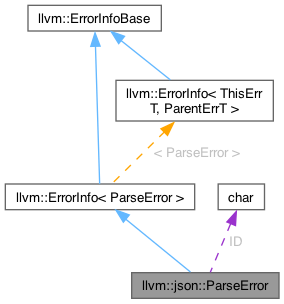 llvm::ErrorInfoBase
llvm::ErrorInfo< ThisErr
T, ParentErrT >
< ParseError >
llvm::ErrorInfo< ParseError >
char
ID
llvm::json::ParseError